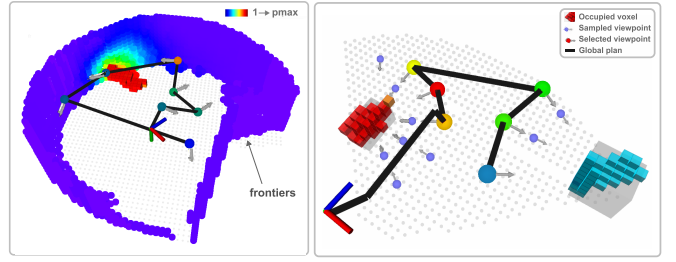 1→pmax
frontiers
Occupied voxel
Sampled viewpoint
Selected viewpoint
Global plan